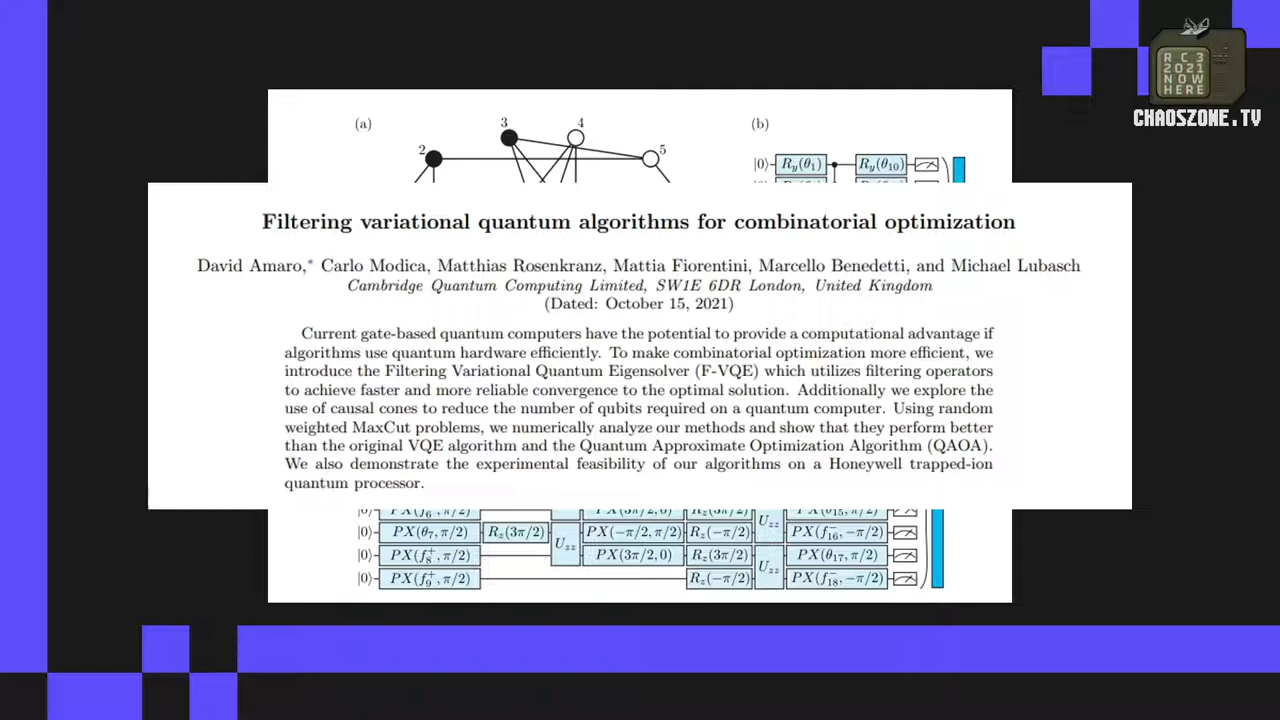 RC3
2021
NOW
HERE
CHAOSZONE.TV
(a)
3
4
2
5
(b)
|0⟩ R_y(θ_1) R_y(θ_10)
Filtering variational quantum algorithms for combinatorial optimization
David Amaro,* Carlo Modica, Matthias Rosenkranz, Mattia Fiorentini, Marcello Benedetti, and Michael Lubasch
Cambridge Quantum Computing Limited, SW1E 6DR London, United Kingdom
(Dated: October 15, 2021)
Current gate-based quantum computers have the potential to provide a computational advantage if
algorithms use quantum hardware efficiently. To make combinatorial optimization more efficient, we
introduce the Filtering Variational Quantum Eigensolver (F-VQE) which utilizes filtering operators
to achieve faster and more reliable convergence to the optimal solution. Additionally we explore the
use of causal cones to reduce the number of qubits required on a quantum computer. Using random
weighted MaxCut problems, we numerically analyze our methods and show that they perform better
than the original VQE algorithm and the Quantum Approximate Optimization Algorithm (QAOA).
We also demonstrate the experimental feasibility of our algorithms on a Honeywell trapped-ion
quantum processor.
|0⟩ PX(θ_7, π/2) R_z(3π/2) U_zz PX(−π/2, π/2) R_z(−π/2) U_zz PX(f_16^−, −π/2)
|0⟩ PX(f_8^+, π/2) PX(3π/2, 0) R_z(3π/2) U_zz PX(θ_17, π/2)
|0⟩ PX(f_9^+, π/2) R_z(−π/2) PX(f_18^−, −π/2)